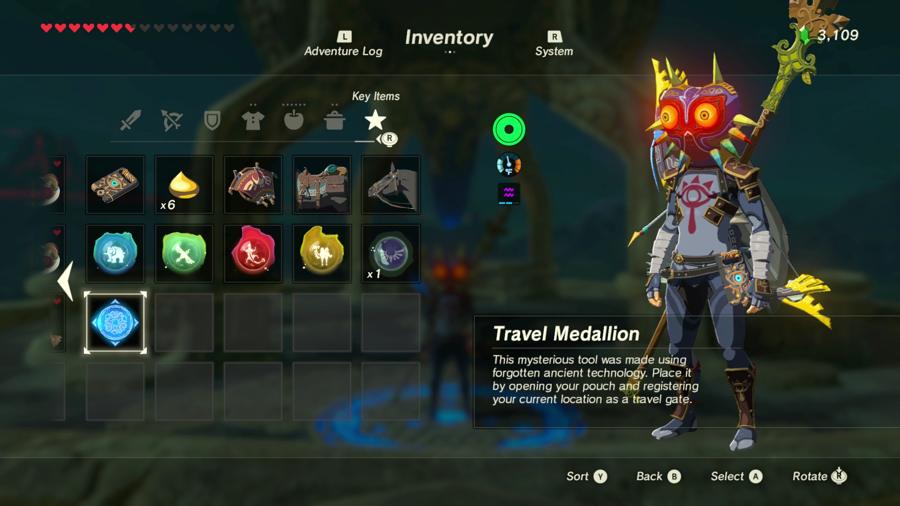 L
R
3,109
Adventure Log
Inventory
System
Key Items
R
x6
x1
°F
Travel Medallion
This mysterious tool was made using
forgotten ancient technology. Place it
by opening your pouch and registering
your current location as a travel gate.
Sort Y
Back B
Select A
Rotate R